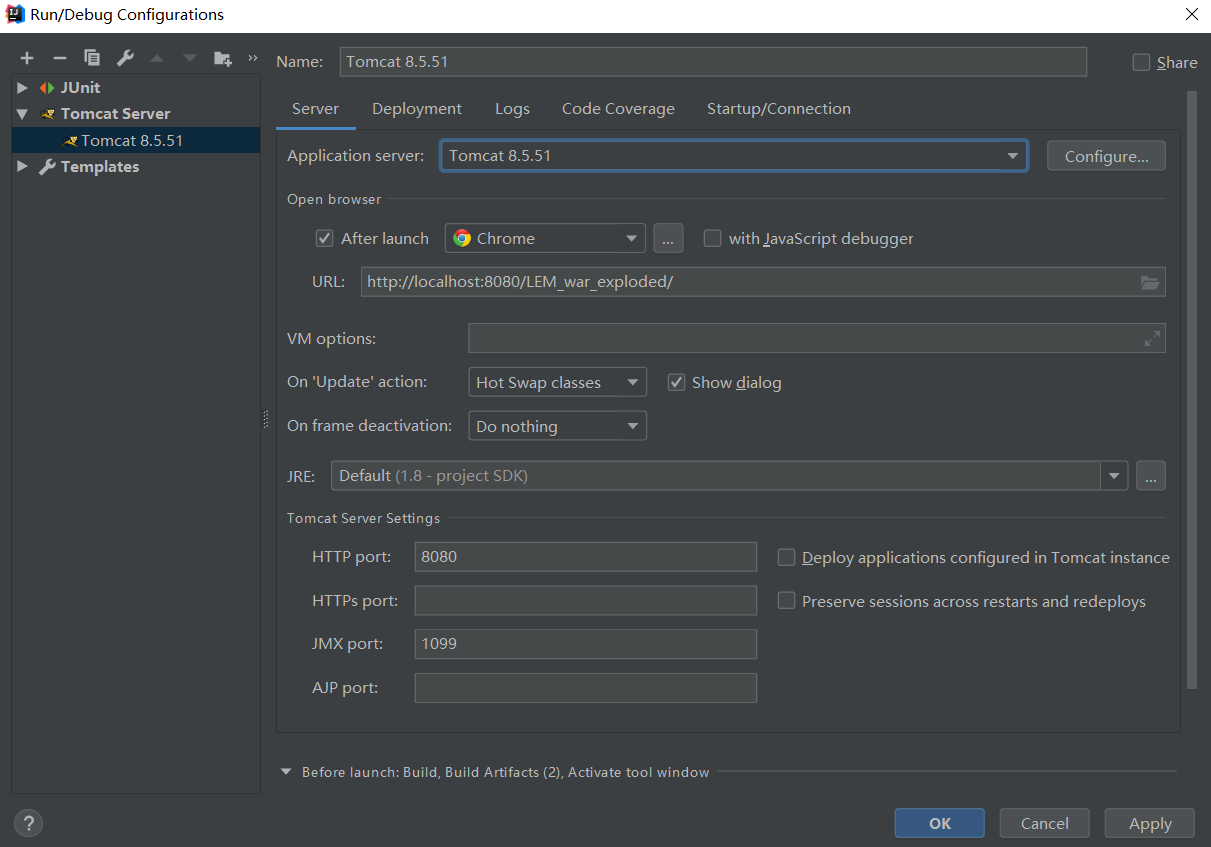 Run/Debug Configurations
JUnit
Tomcat Server
Tomcat 8.5.51
Templates
Name: Tomcat 8.5.51 Share
Server Deployment Logs Code Coverage Startup/Connection
Application server: Tomcat 8.5.51 Configure...
Open browser
After launch Chrome ... with JavaScript debugger
URL: http://localhost:8080/LEM_war_exploded/
VM options:
On 'Update' action: Hot Swap classes Show dialog
On frame deactivation: Do nothing
JRE: Default (1.8 - project SDK) ...
Tomcat Server Settings
HTTP port: 8080 Deploy applications configured in Tomcat instance
HTTPs port: Preserve sessions across restarts and redeploys
JMX port: 1099
AJP port:
Before launch: Build, Build Artifacts (2), Activate tool window
? OK Cancel Apply